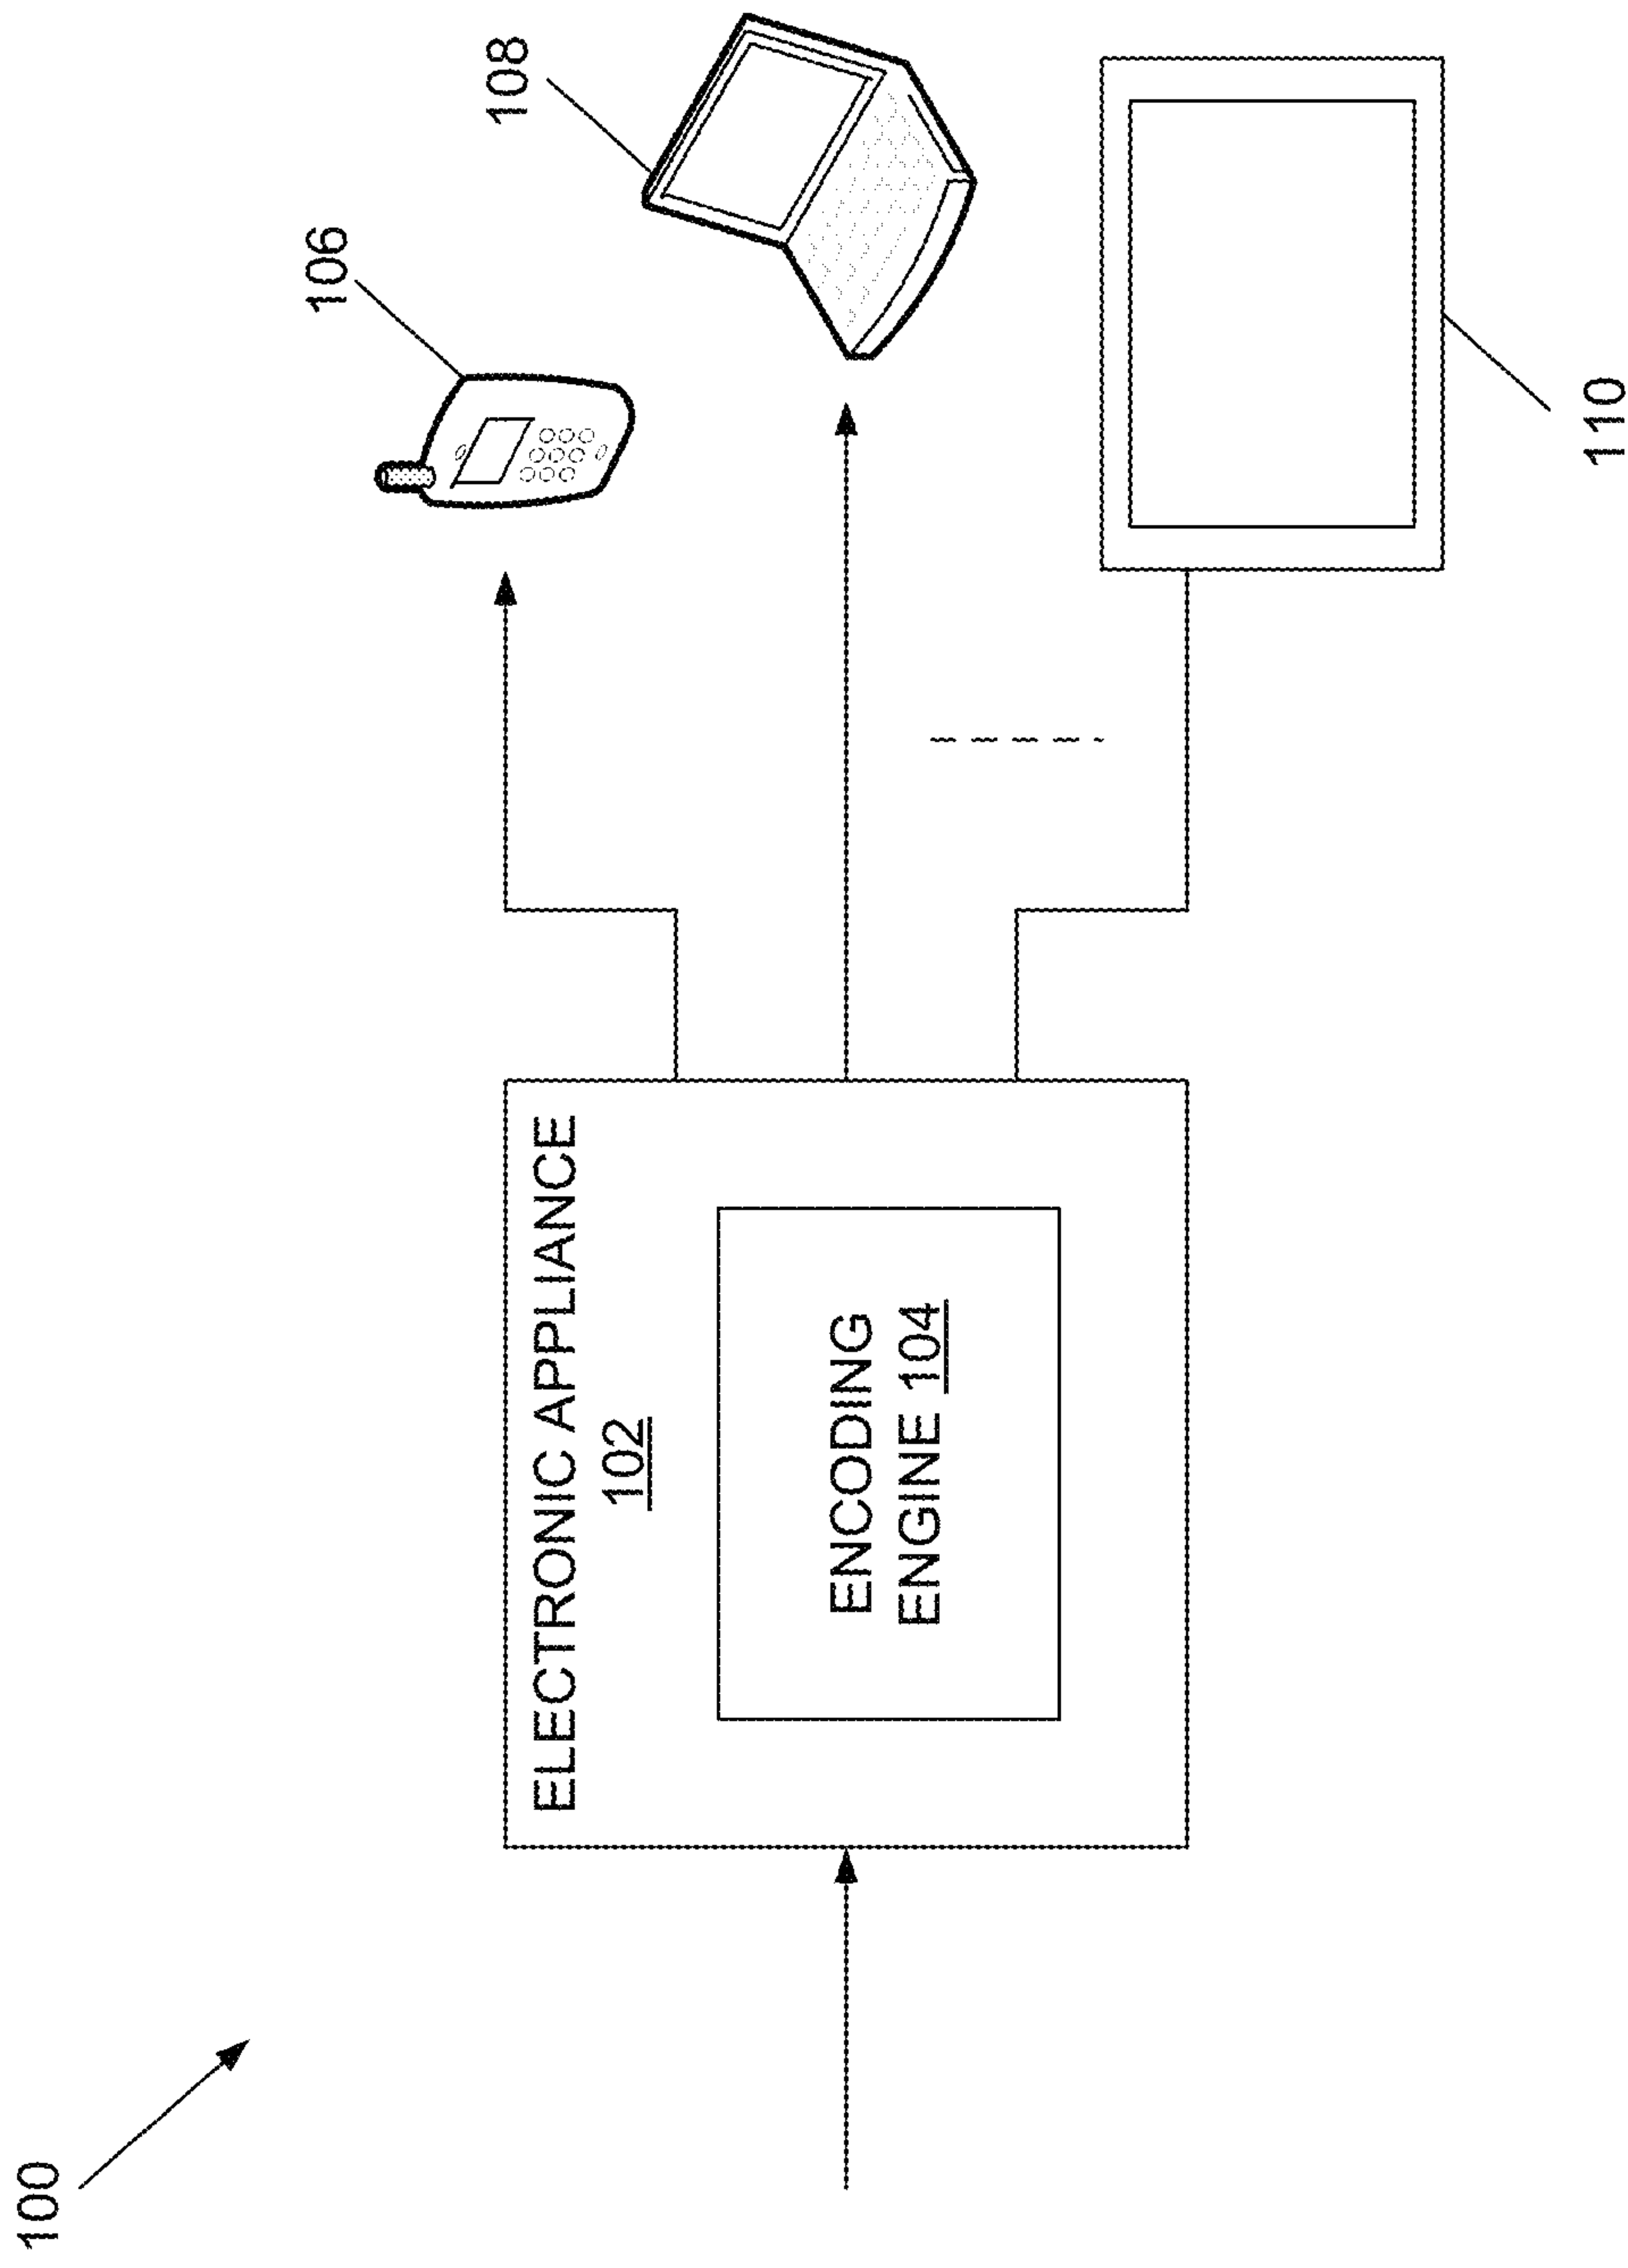 100
ELECTRONIC APPLIANCE
102
ENCODING
ENGINE 104
106
108
110